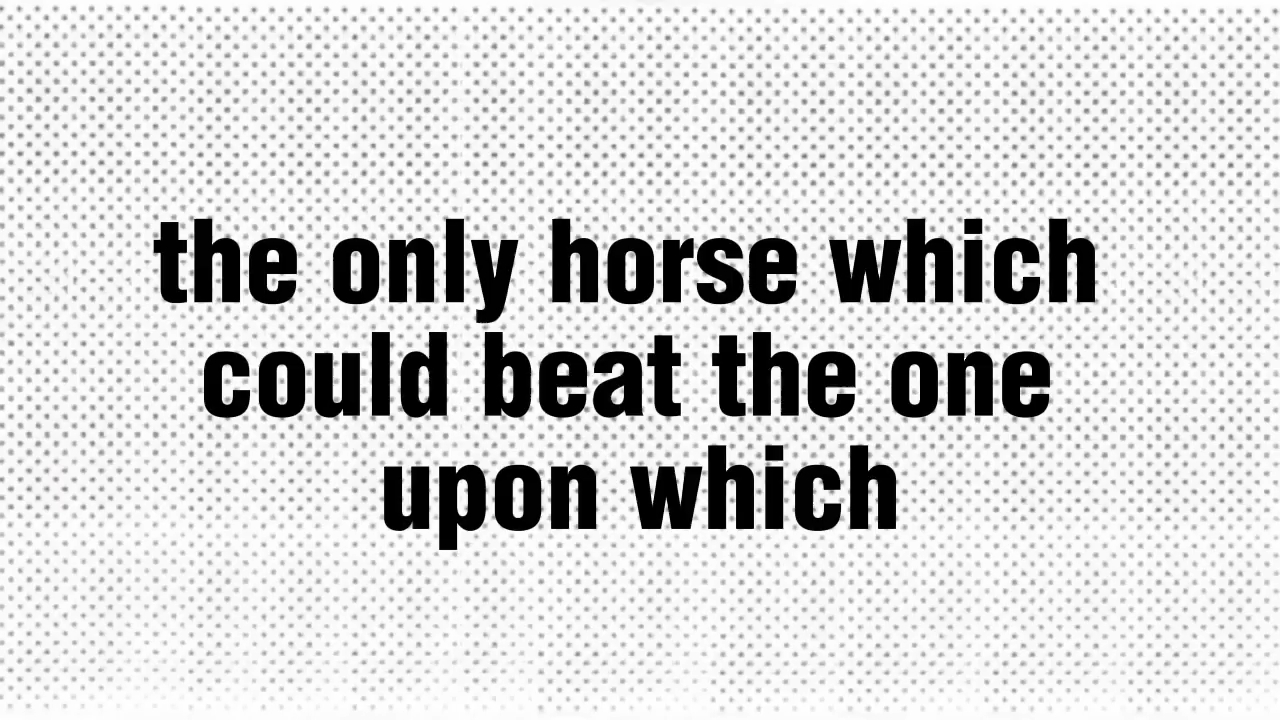 the only horse which
could beat the one
upon which